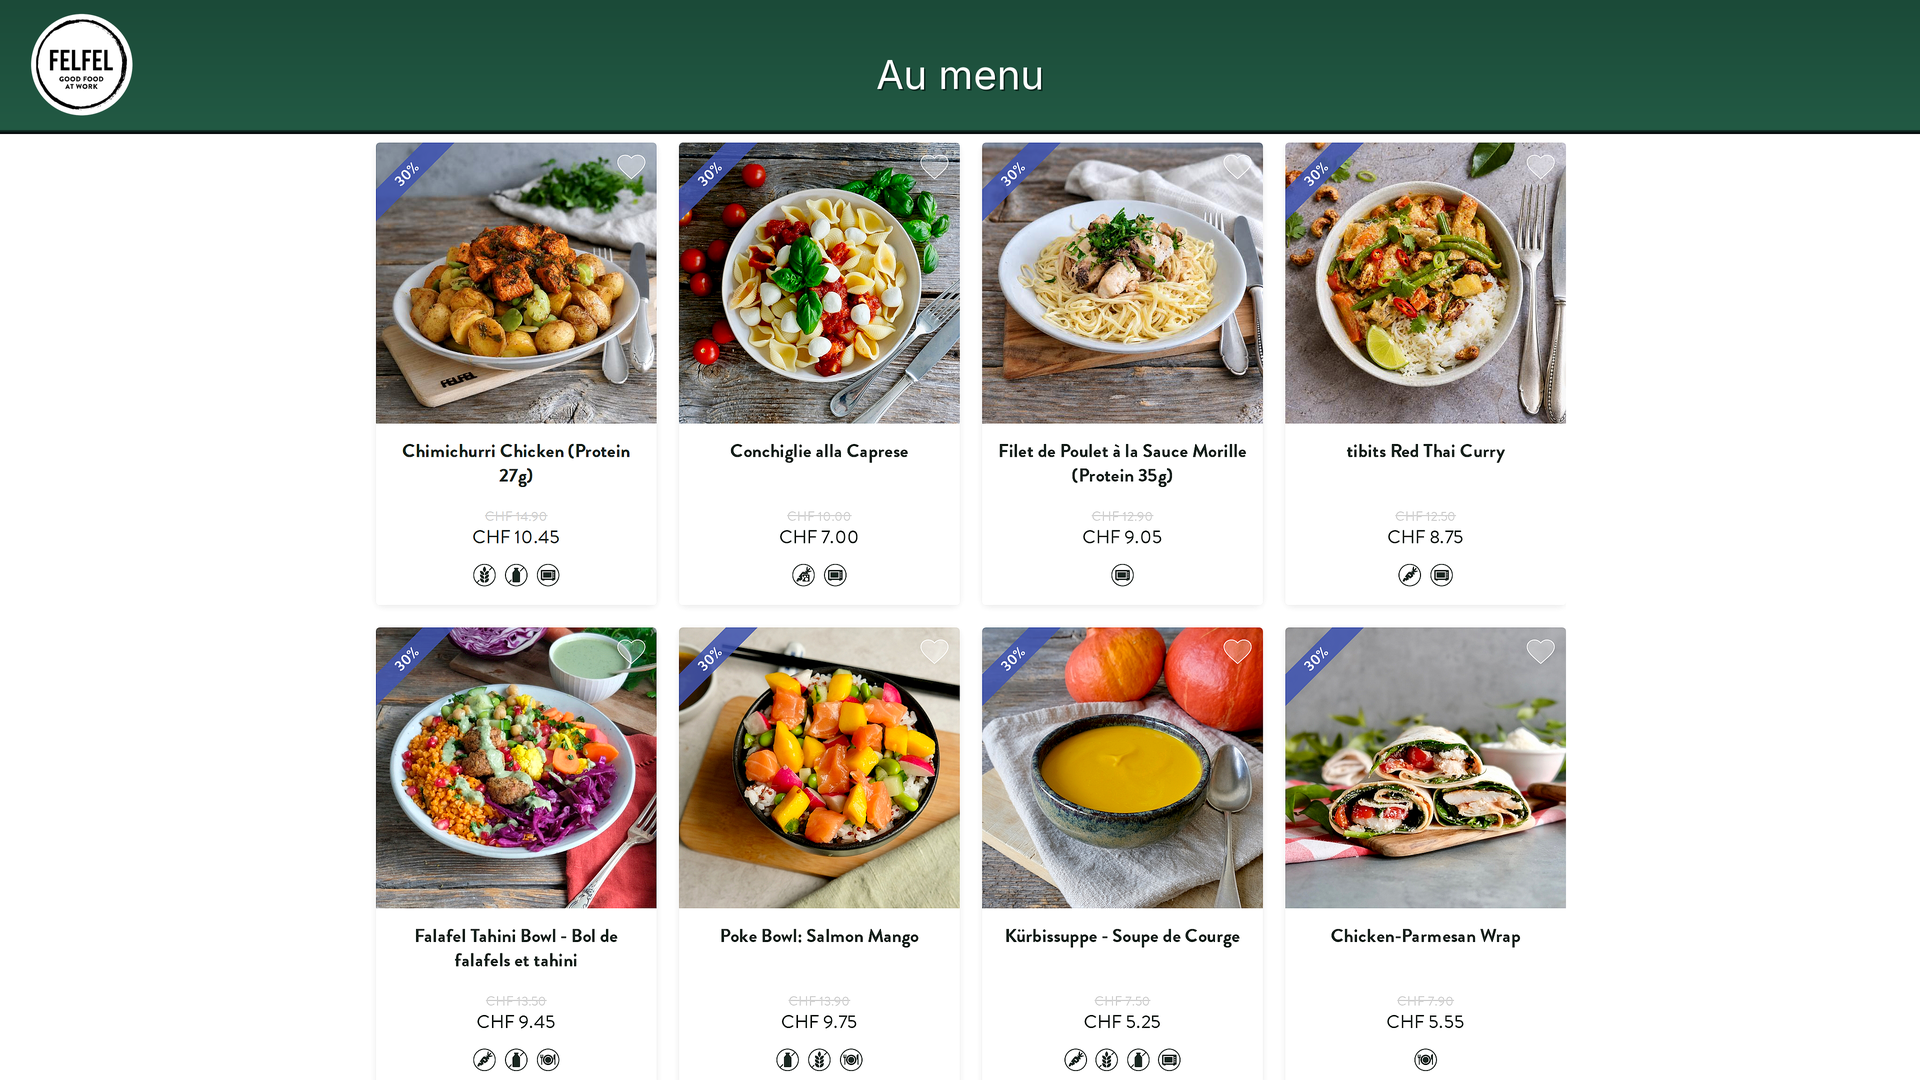 FELFEL
GOOD FOOD
AT WORK
Au menu
30%
30%
30%
30%
FELFEL
Chimichurri Chicken (Protein
27g)
CHF 14.90
CHF 10.45
Conchiglie alla Caprese
CHF 10.00
CHF 7.00
Filet de Poulet à la Sauce Morille
(Protein 35g)
CHF 12.90
CHF 9.05
tibits Red Thai Curry
CHF 12.50
CHF 8.75
30%
30%
30%
30%
Falafel Tahini Bowl - Bol de
falafels et tahini
CHF 13.50
CHF 9.45
Poke Bowl: Salmon Mango
CHF 13.90
CHF 9.75
Kürbissuppe - Soupe de Courge
CHF 7.50
CHF 5.25
Chicken-Parmesan Wrap
CHF 7.90
CHF 5.55